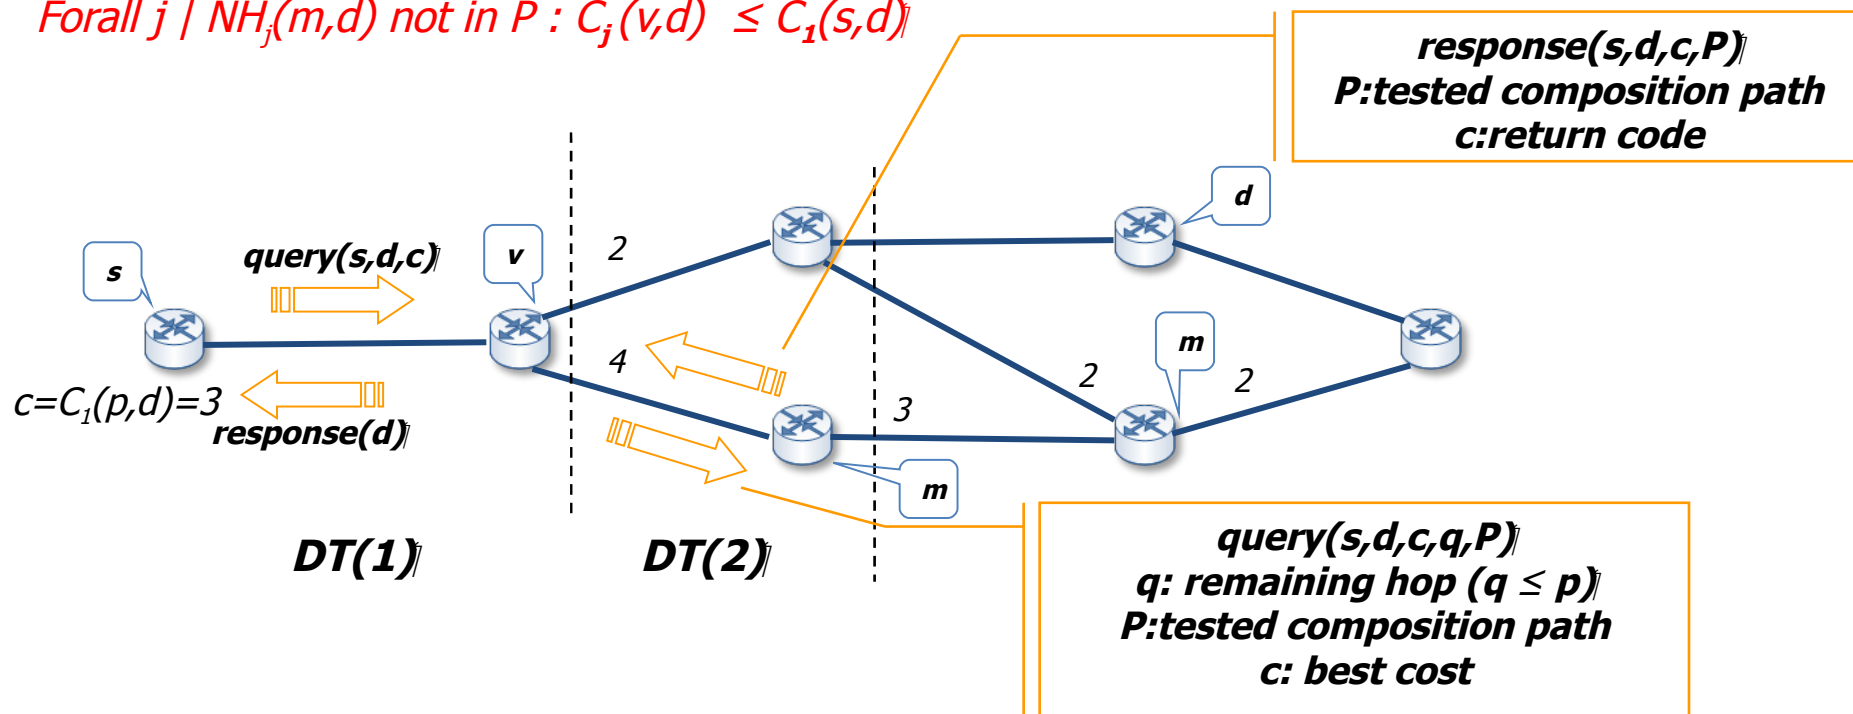 Forall j | NHj(m,d) not in P : Cj(v,d) ≤ C1(s,d)
response(s,d,c,P)
P:tested composition path
c:return code
d
s
query(s,d,c)
v
2
m
4
2
2
c=C1(p,d)=3
response(d)
3
m
DT(1)
DT(2)
query(s,d,c,q,P)
q: remaining hop (q ≤ p)
P:tested composition path
c: best cost